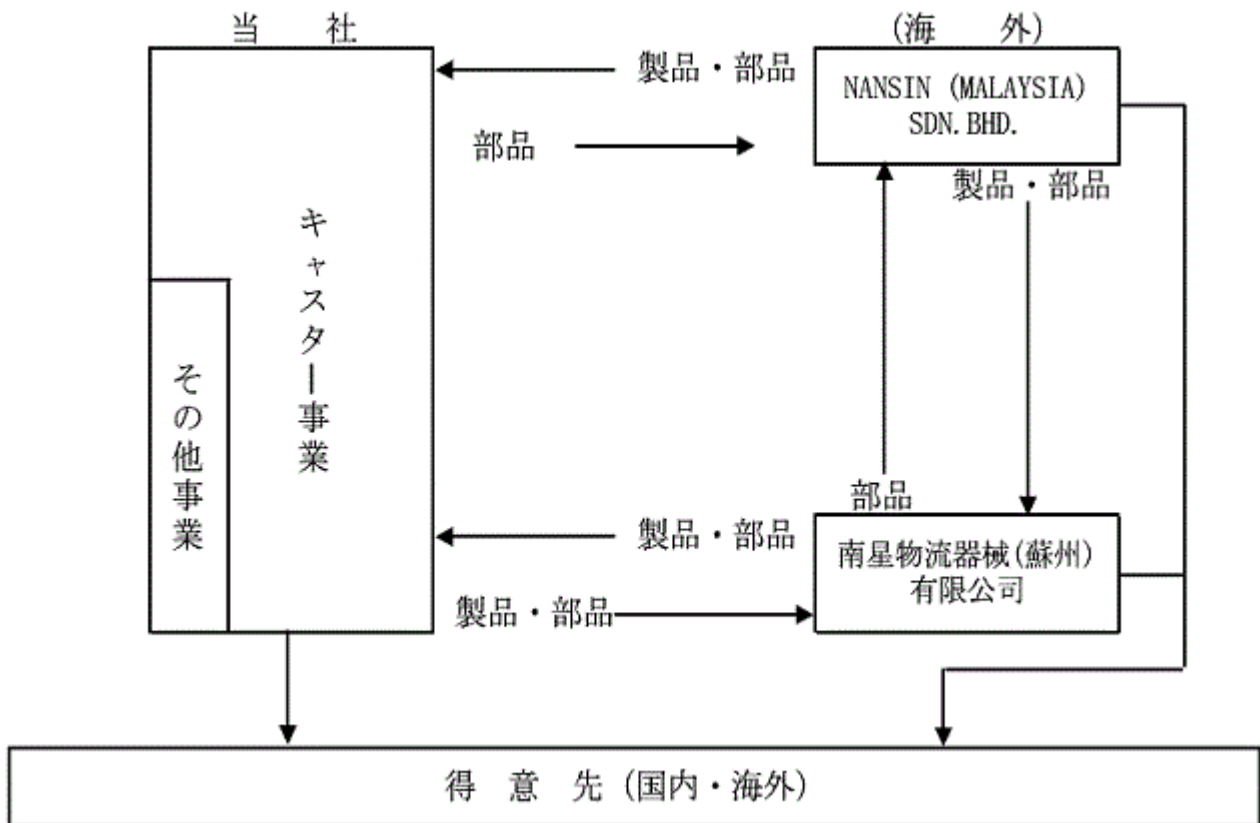 当 社
(海 外)
製品・部品
NANSIN (MALAYSIA)
SDN.BHD.
部品
製品・部品
キャスター事業
その他事業
部品
製品・部品
南星物流器械(蘇州)
有限公司
製品・部品
得 意 先 (国内・海外)